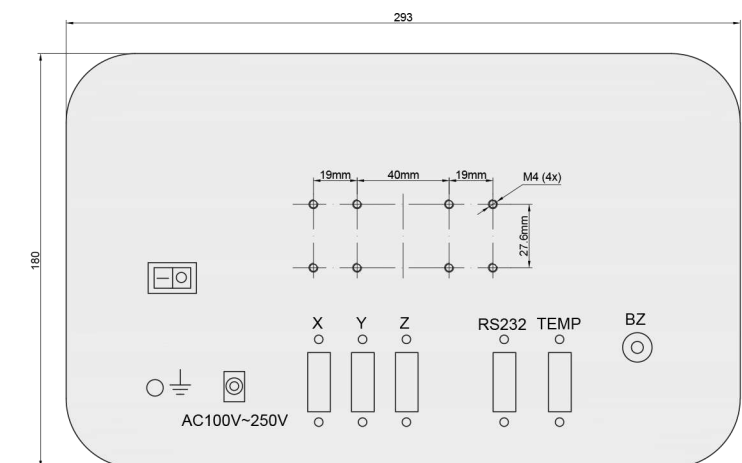 293
19mm 40mm 19mm M4 (4x)
27.6mm
180
X Y Z RS232 TEMP BZ
AC100V~250V